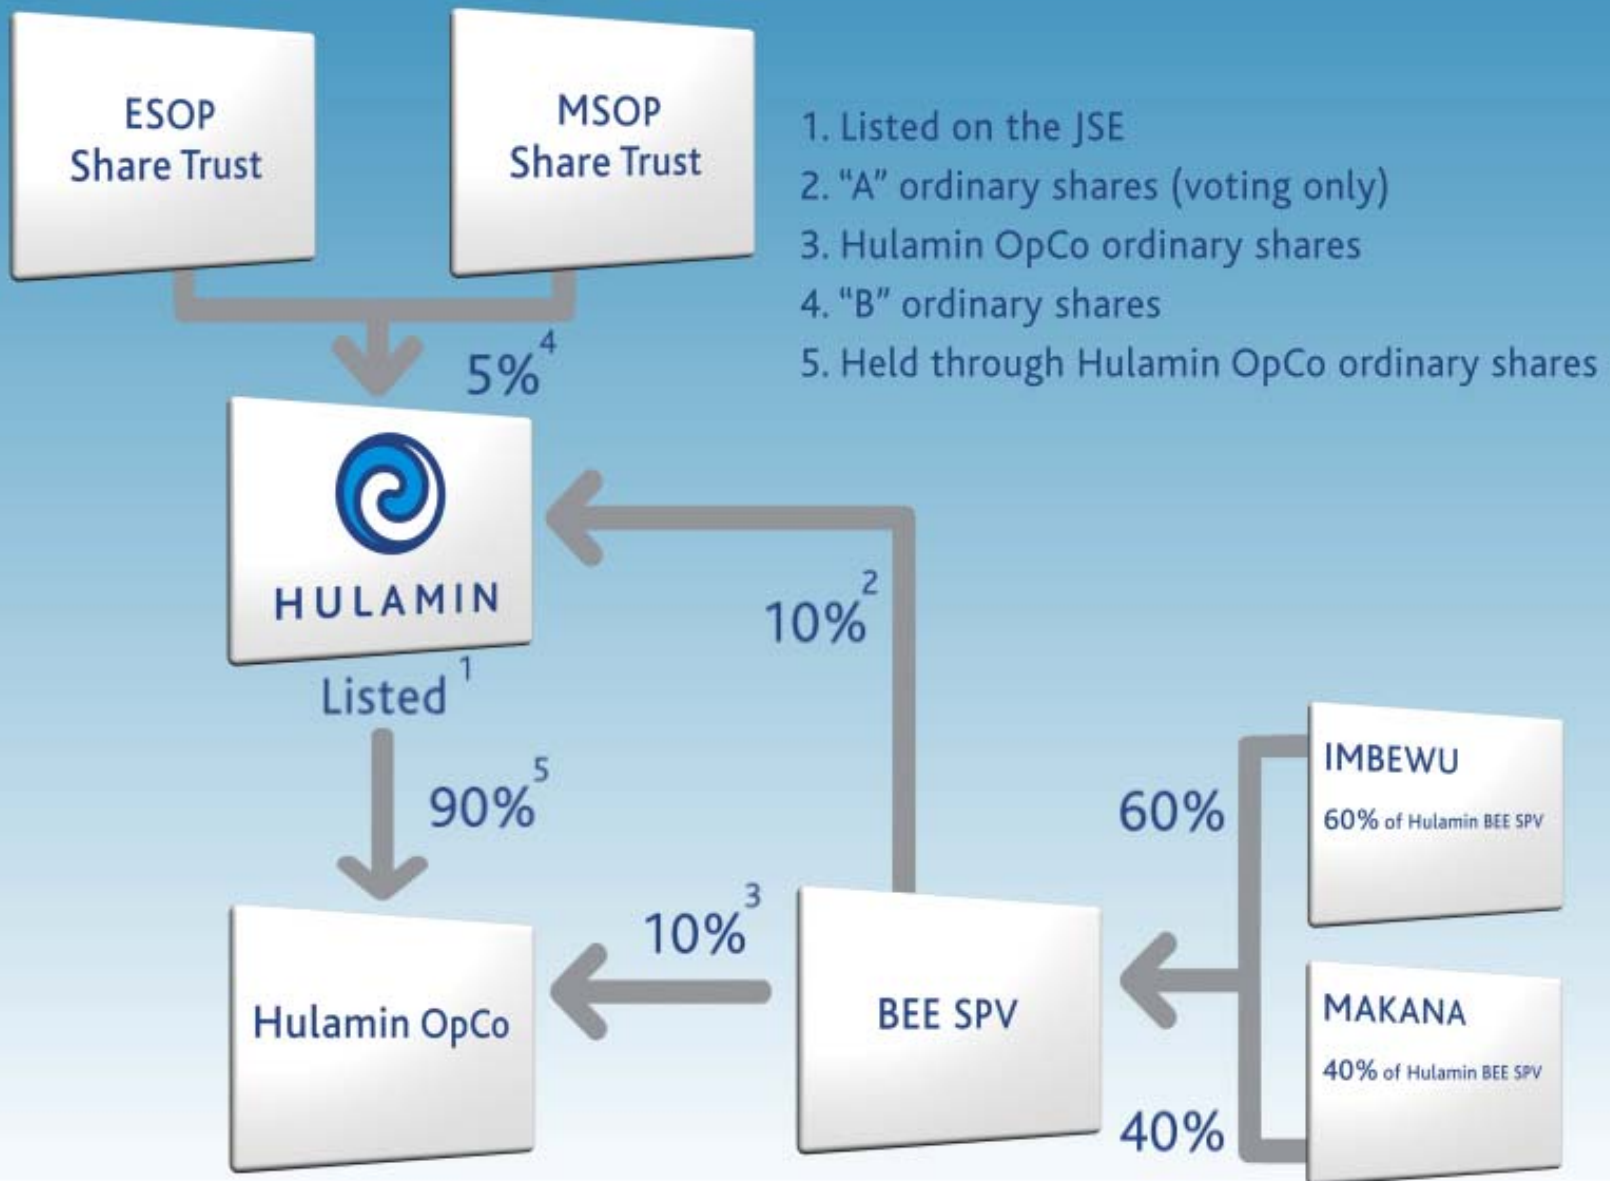 ESOP
Share Trust
MSOP
Share Trust
1. Listed on the JSE
2. “A” ordinary shares (voting only)
3. Hulamin OpCo ordinary shares
4. “B” ordinary shares
5. Held through Hulamin OpCo ordinary shares
5%4
HULAMIN
Listed 1
10%2
90%5
10%3
Hulamin OpCo
BEE SPV
60%
40%
IMBEWU
60% of Hulamin BEE SPV
MAKANA
40% of Hulamin BEE SPV